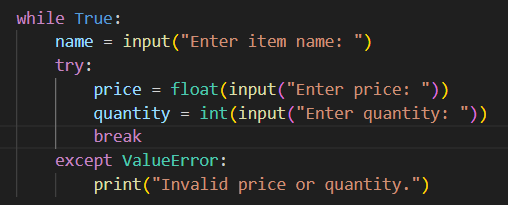 while True:
    name = input("Enter item name: ")
    try:
        price = float(input("Enter price: "))
        quantity = int(input("Enter quantity: "))
        break
    except ValueError:
        print("Invalid price or quantity.")